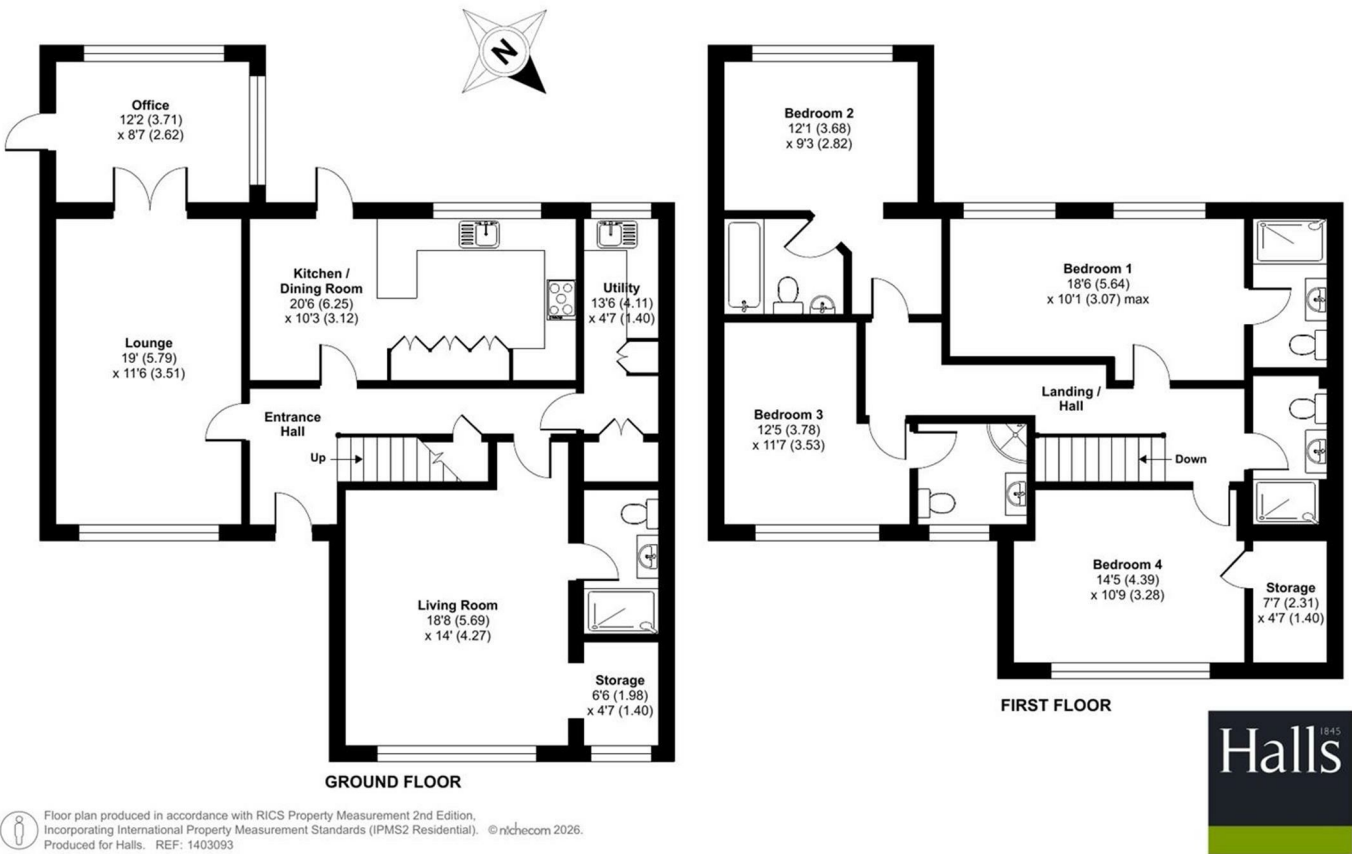 N
Office
12'2 (3.71)
x 8'7 (2.62)
Kitchen /
Dining Room
20'6 (6.25)
x 10'3 (3.12)
Utility
13'6 (4.11)
x 4'7 (1.40)
Lounge
19' (5.79)
x 11'6 (3.51)
Entrance
Hall
Up
Living Room
18'8 (5.69)
x 14' (4.27)
Storage
6'6 (1.98)
x 4'7 (1.40)
GROUND FLOOR
Bedroom 2
12'1 (3.68)
x 9'3 (2.82)
Bedroom 1
18'6 (5.64)
x 10'1 (3.07) max
Landing /
Hall
Bedroom 3
12'5 (3.78)
x 11'7 (3.53)
Down
Bedroom 4
14'5 (4.39)
x 10'9 (3.28)
Storage
7'7 (2.31)
x 4'7 (1.40)
FIRST FLOOR
1845
Halls
Floor plan produced in accordance with RICS Property Measurement 2nd Edition,
Incorporating International Property Measurement Standards (IPMS2 Residential). © nichecom 2026.
Produced for Halls. REF: 1403093